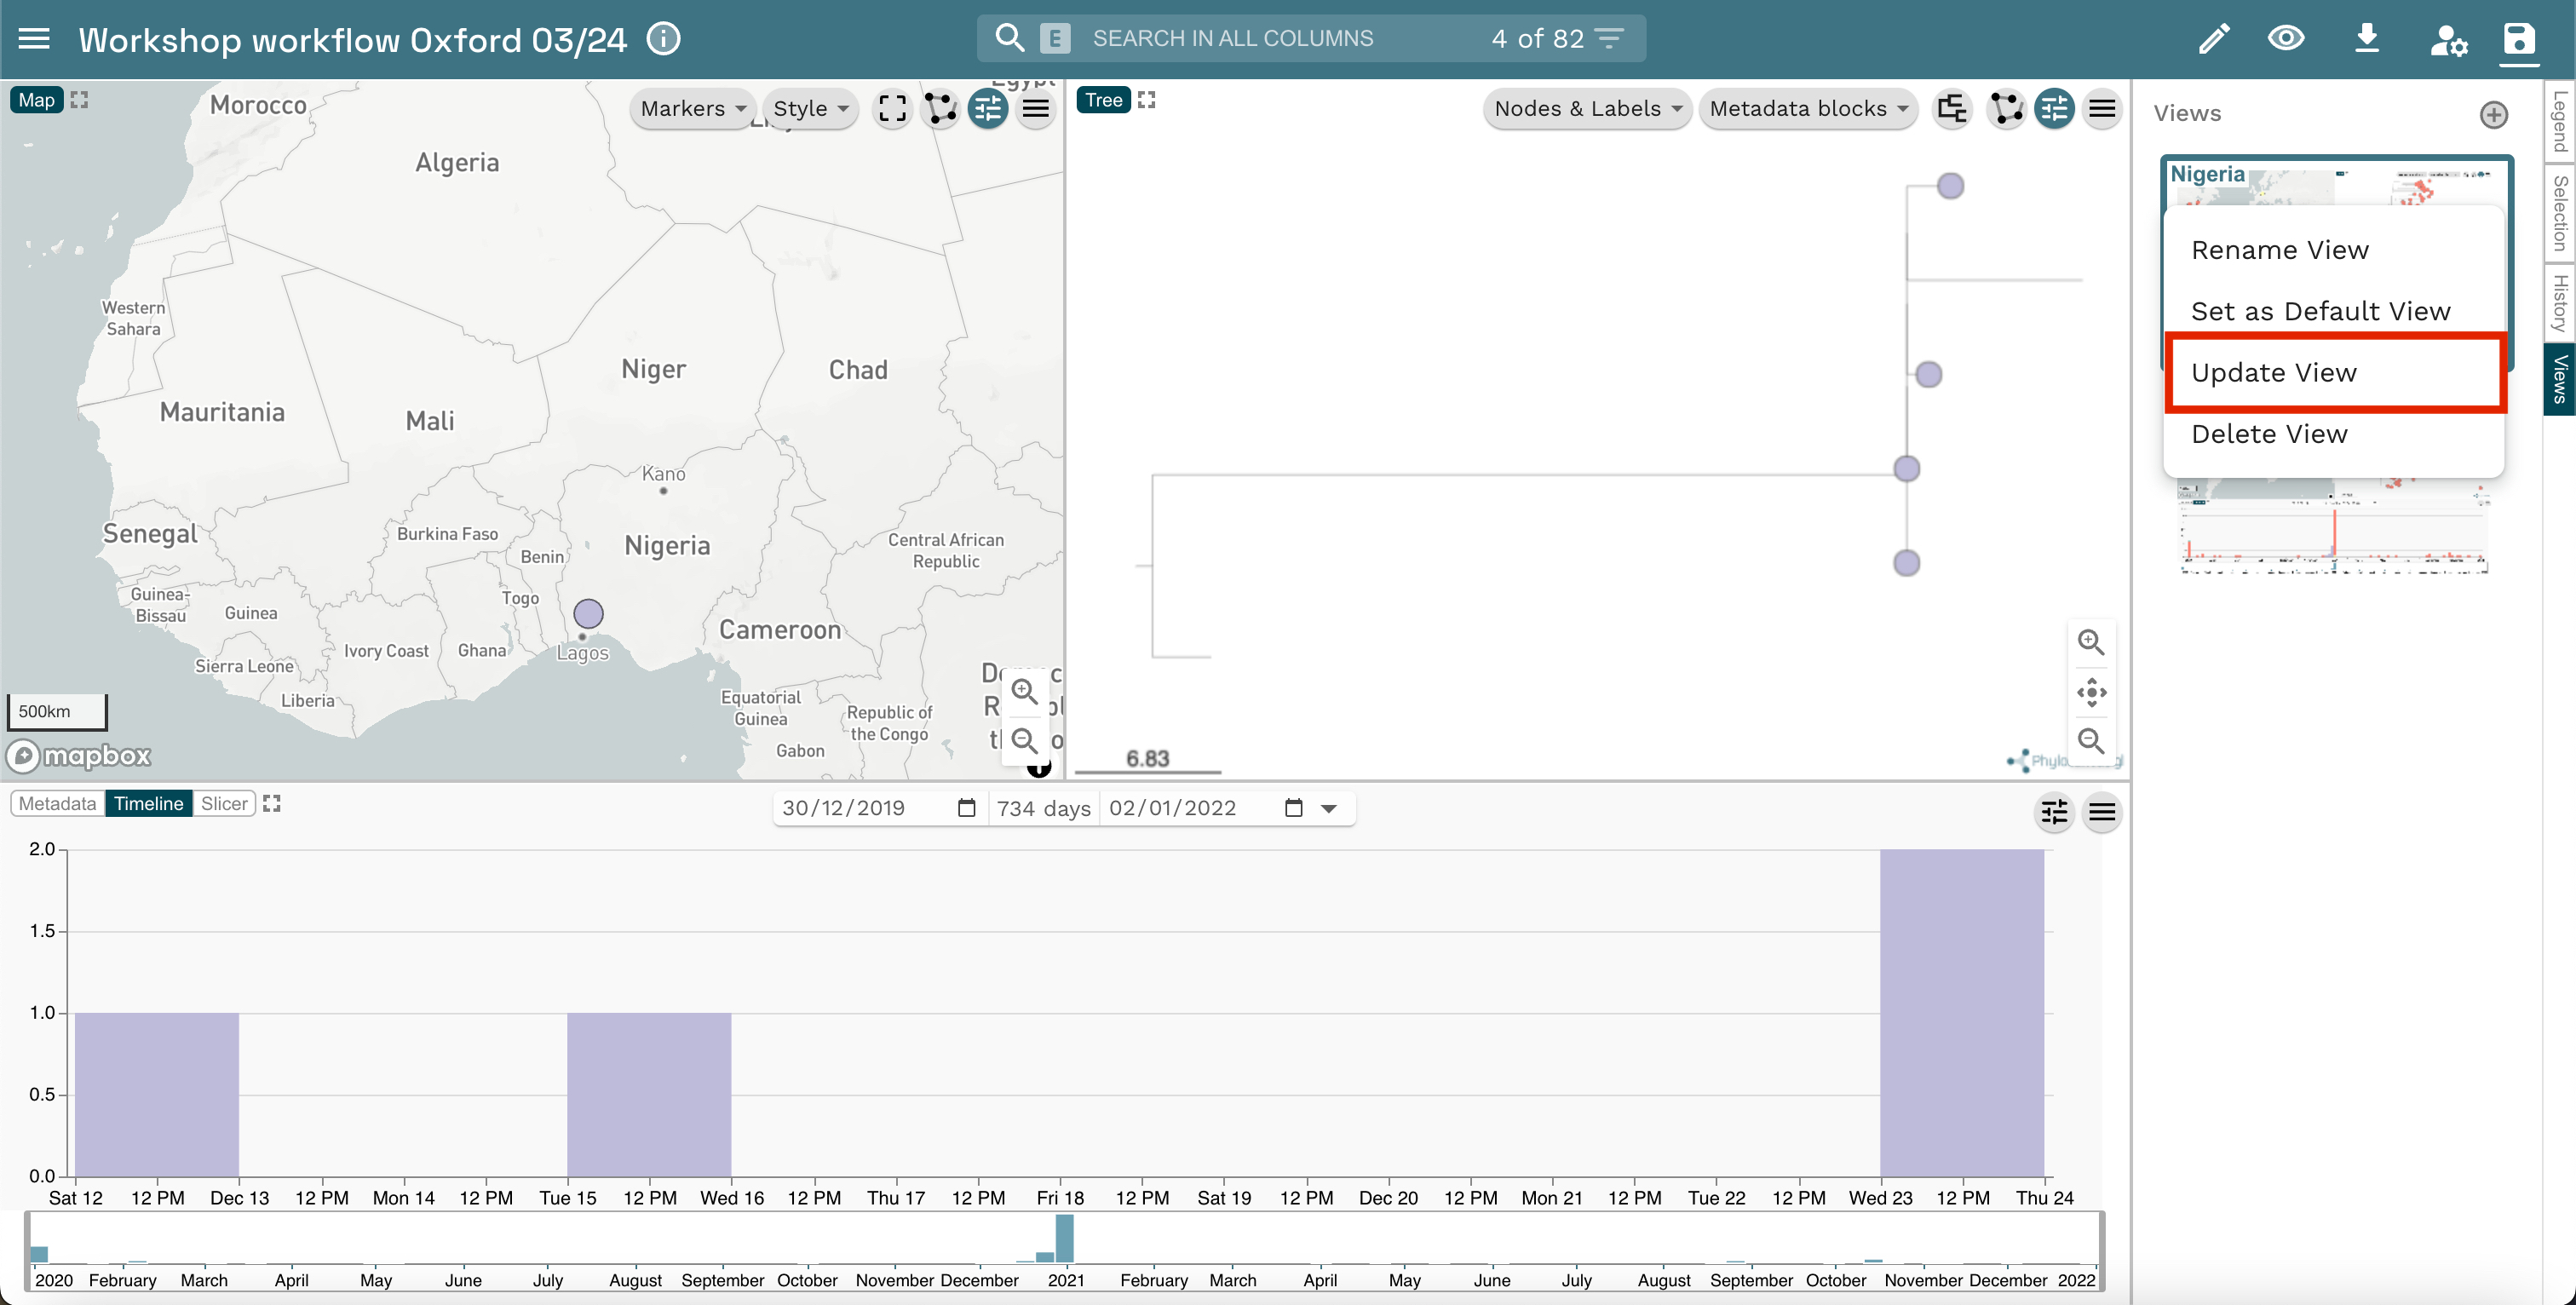 Workshop workflow Oxford 03/24
E SEARCH IN ALL COLUMNS 4 of 82
Map
Markers Style
Egypt
Morocco
Algeria
Western
Sahara
Mauritania
Mali
Niger
Chad
Kano
Nigeria
Senegal
Burkina Faso
Benin
Togo
Guinea-
Bissau
Guinea
Sierra Leone
Liberia
Ivory Coast
Ghana
Lagos
Cameroon
Central African
Republic
Equatorial
Guinea
Gabon
Republic of
the Congo
500km
mapbox
Tree
Nodes & Labels Metadata blocks
6.83
Views
Nigeria
Rename View
Set as Default View
Update View
Delete View
Legend
Selection
History
Views
Metadata Timeline Slicer
30/12/2019 734 days 02/01/2022
2.0
1.5
1.0
0.5
0.0
Sat 12 12 PM Dec 13 12 PM Mon 14 12 PM Tue 15 12 PM Wed 16 12 PM Thu 17 12 PM Fri 18 12 PM Sat 19 12 PM Dec 20 12 PM Mon 21 12 PM Tue 22 12 PM Wed 23 12 PM Thu 24
2020 February March April May June July August September October November December 2021 February March April May June July August September October November December 2022